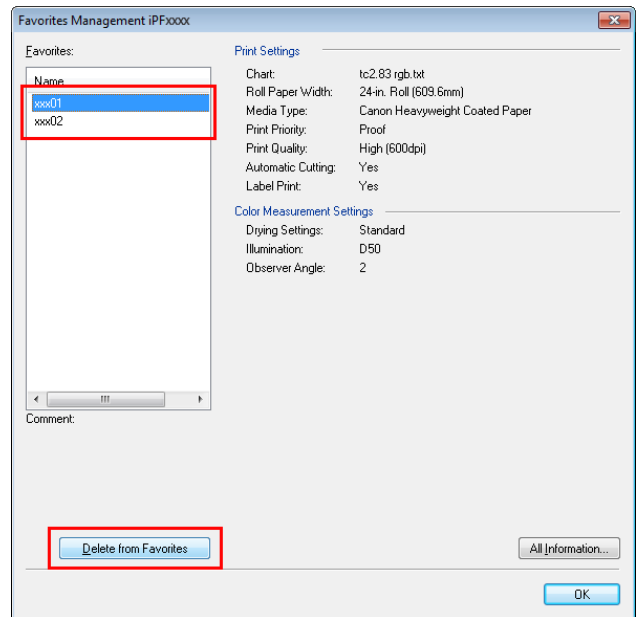 Favorites Management iPFxxxx
Favorites:
Name
xxx01
xxx02
Comment:
Delete from Favorites
Print Settings
Chart: tc2.83 rgb.txt
Roll Paper Width: 24-in. Roll (609.6mm)
Media Type: Canon Heavyweight Coated Paper
Print Priority: Proof
Print Quality: High (600dpi)
Automatic Cutting: Yes
Label Print: Yes
Color Measurement Settings
Drying Settings: Standard
Illumination: D50
Observer Angle: 2
All Information...
OK